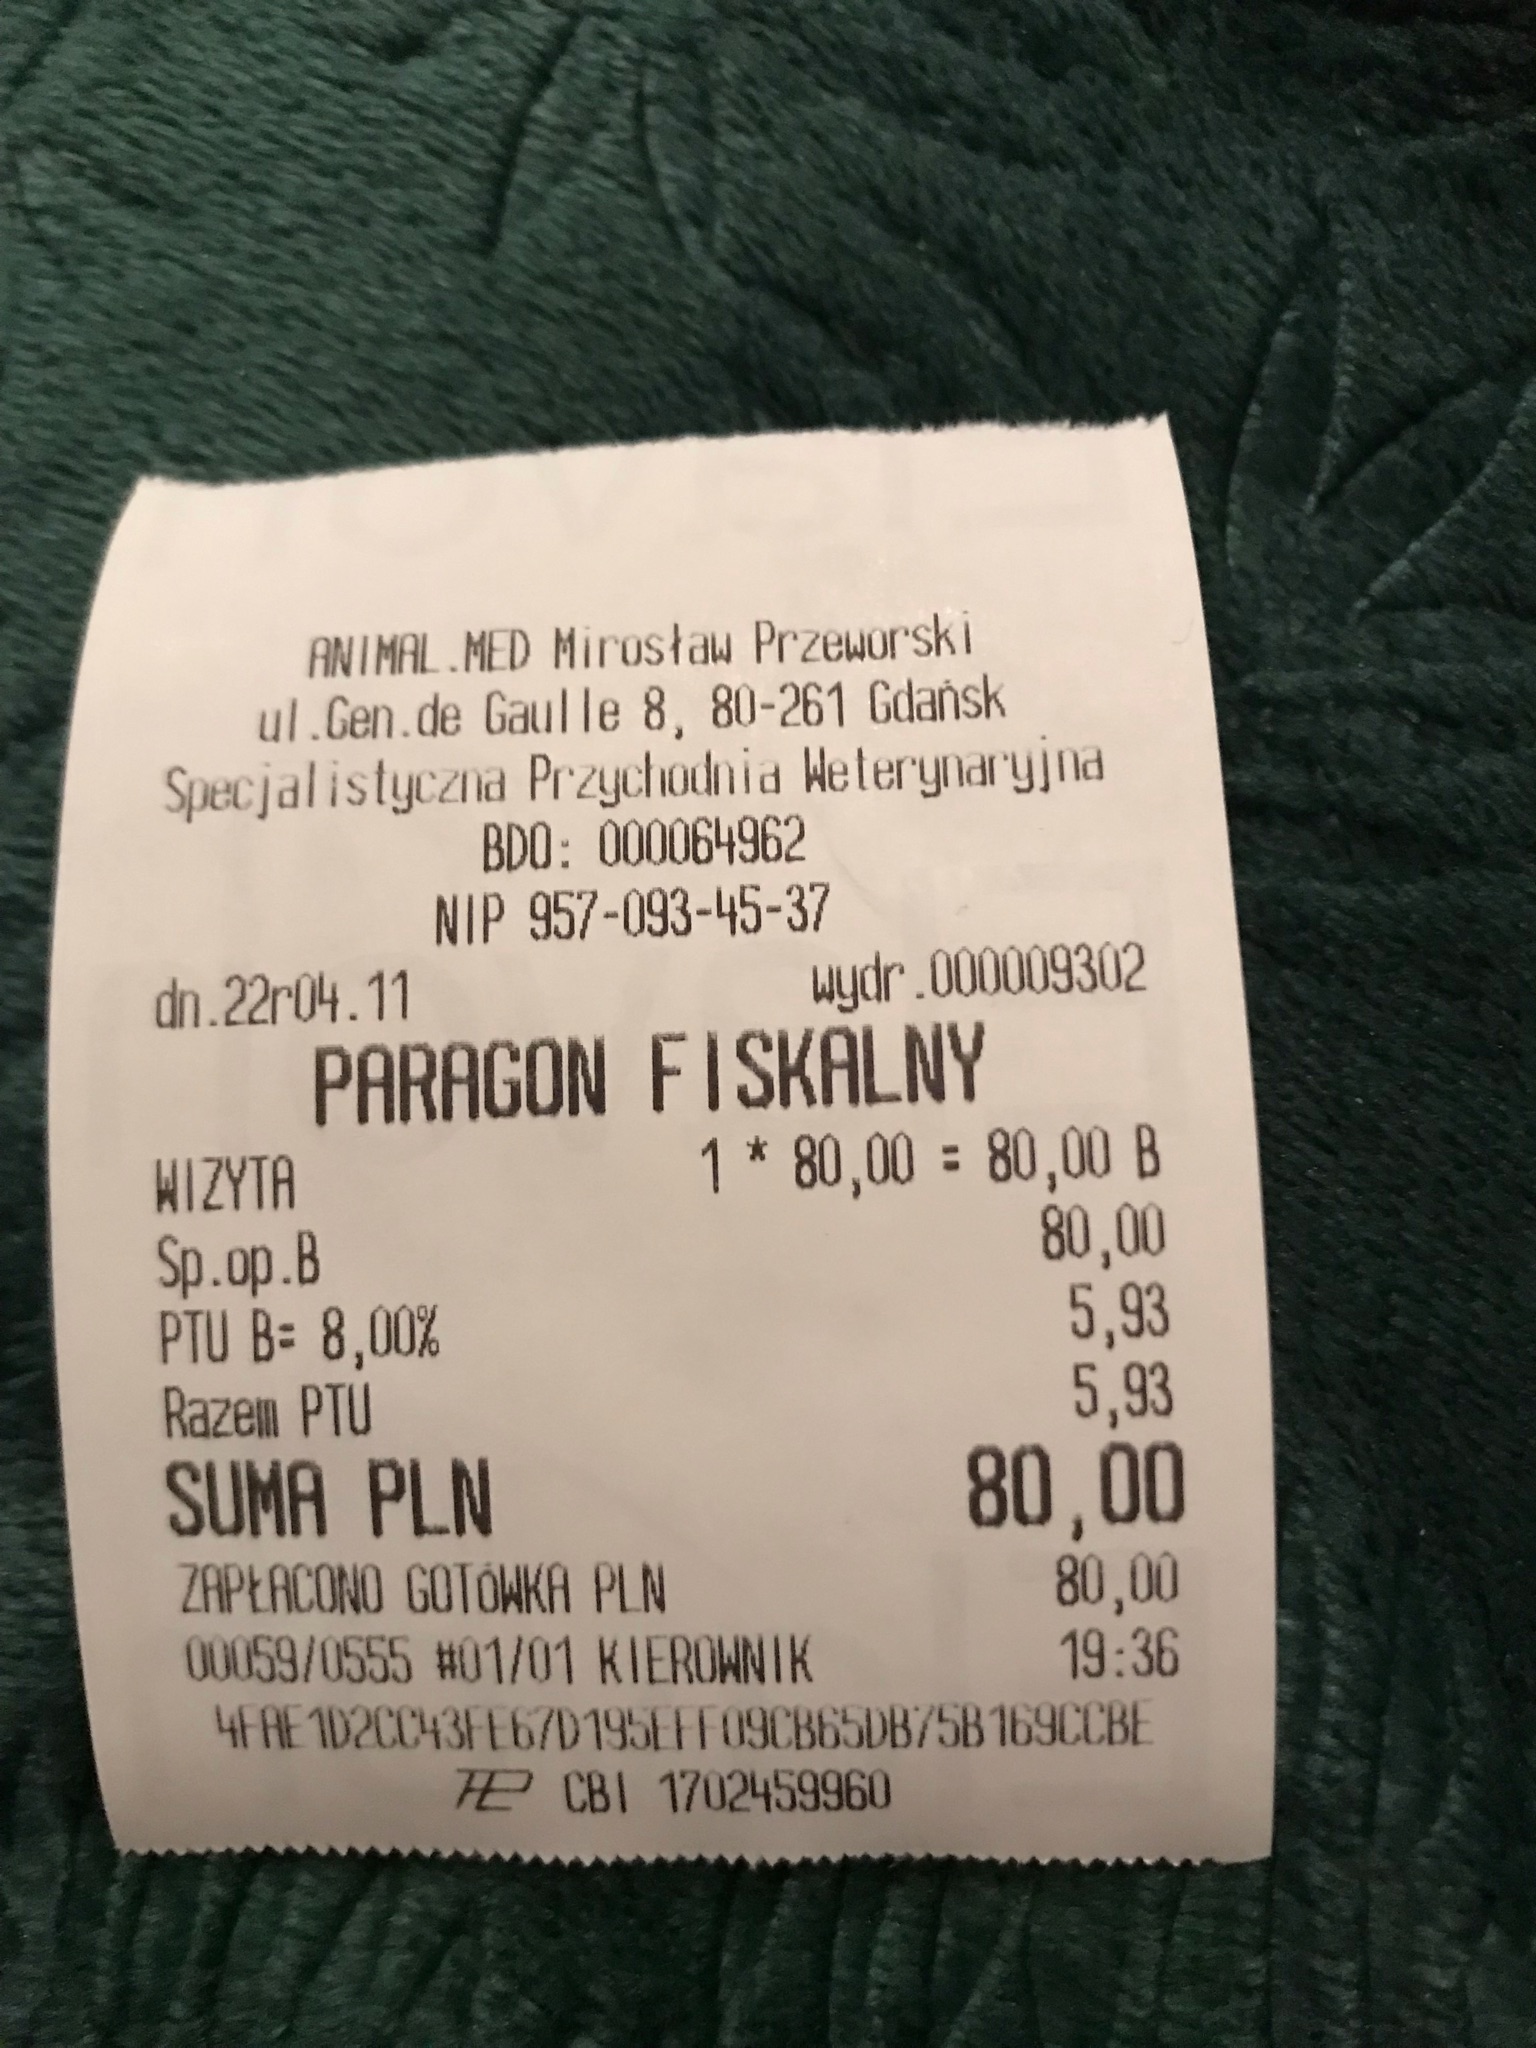 ANIMAL.MED Mirosław Przeworski
ul.Gen.de Gaulle 8, 80-261 Gdańsk
Specjalistyczna Przychodnia Weterynaryjna
BDO: 000064962
NIP 957-093-45-37
dn.22r04.11 wydr.000009302
PARAGON FISKALNY
WIZYTA 1 * 80,00 = 80,00 B
Sp.op.B 80,00
PTU B= 8,00% 5,93
Razem PTU 5,93
SUMA PLN 80,00
ZAPŁACONO GOTÓWKA PLN 80,00
00059/0555 #01/01 KIEROWNIK 19:36
4FAE1D2CC43FE67D195EFF09CB65DB75B169CCBE
CBI 1702459960